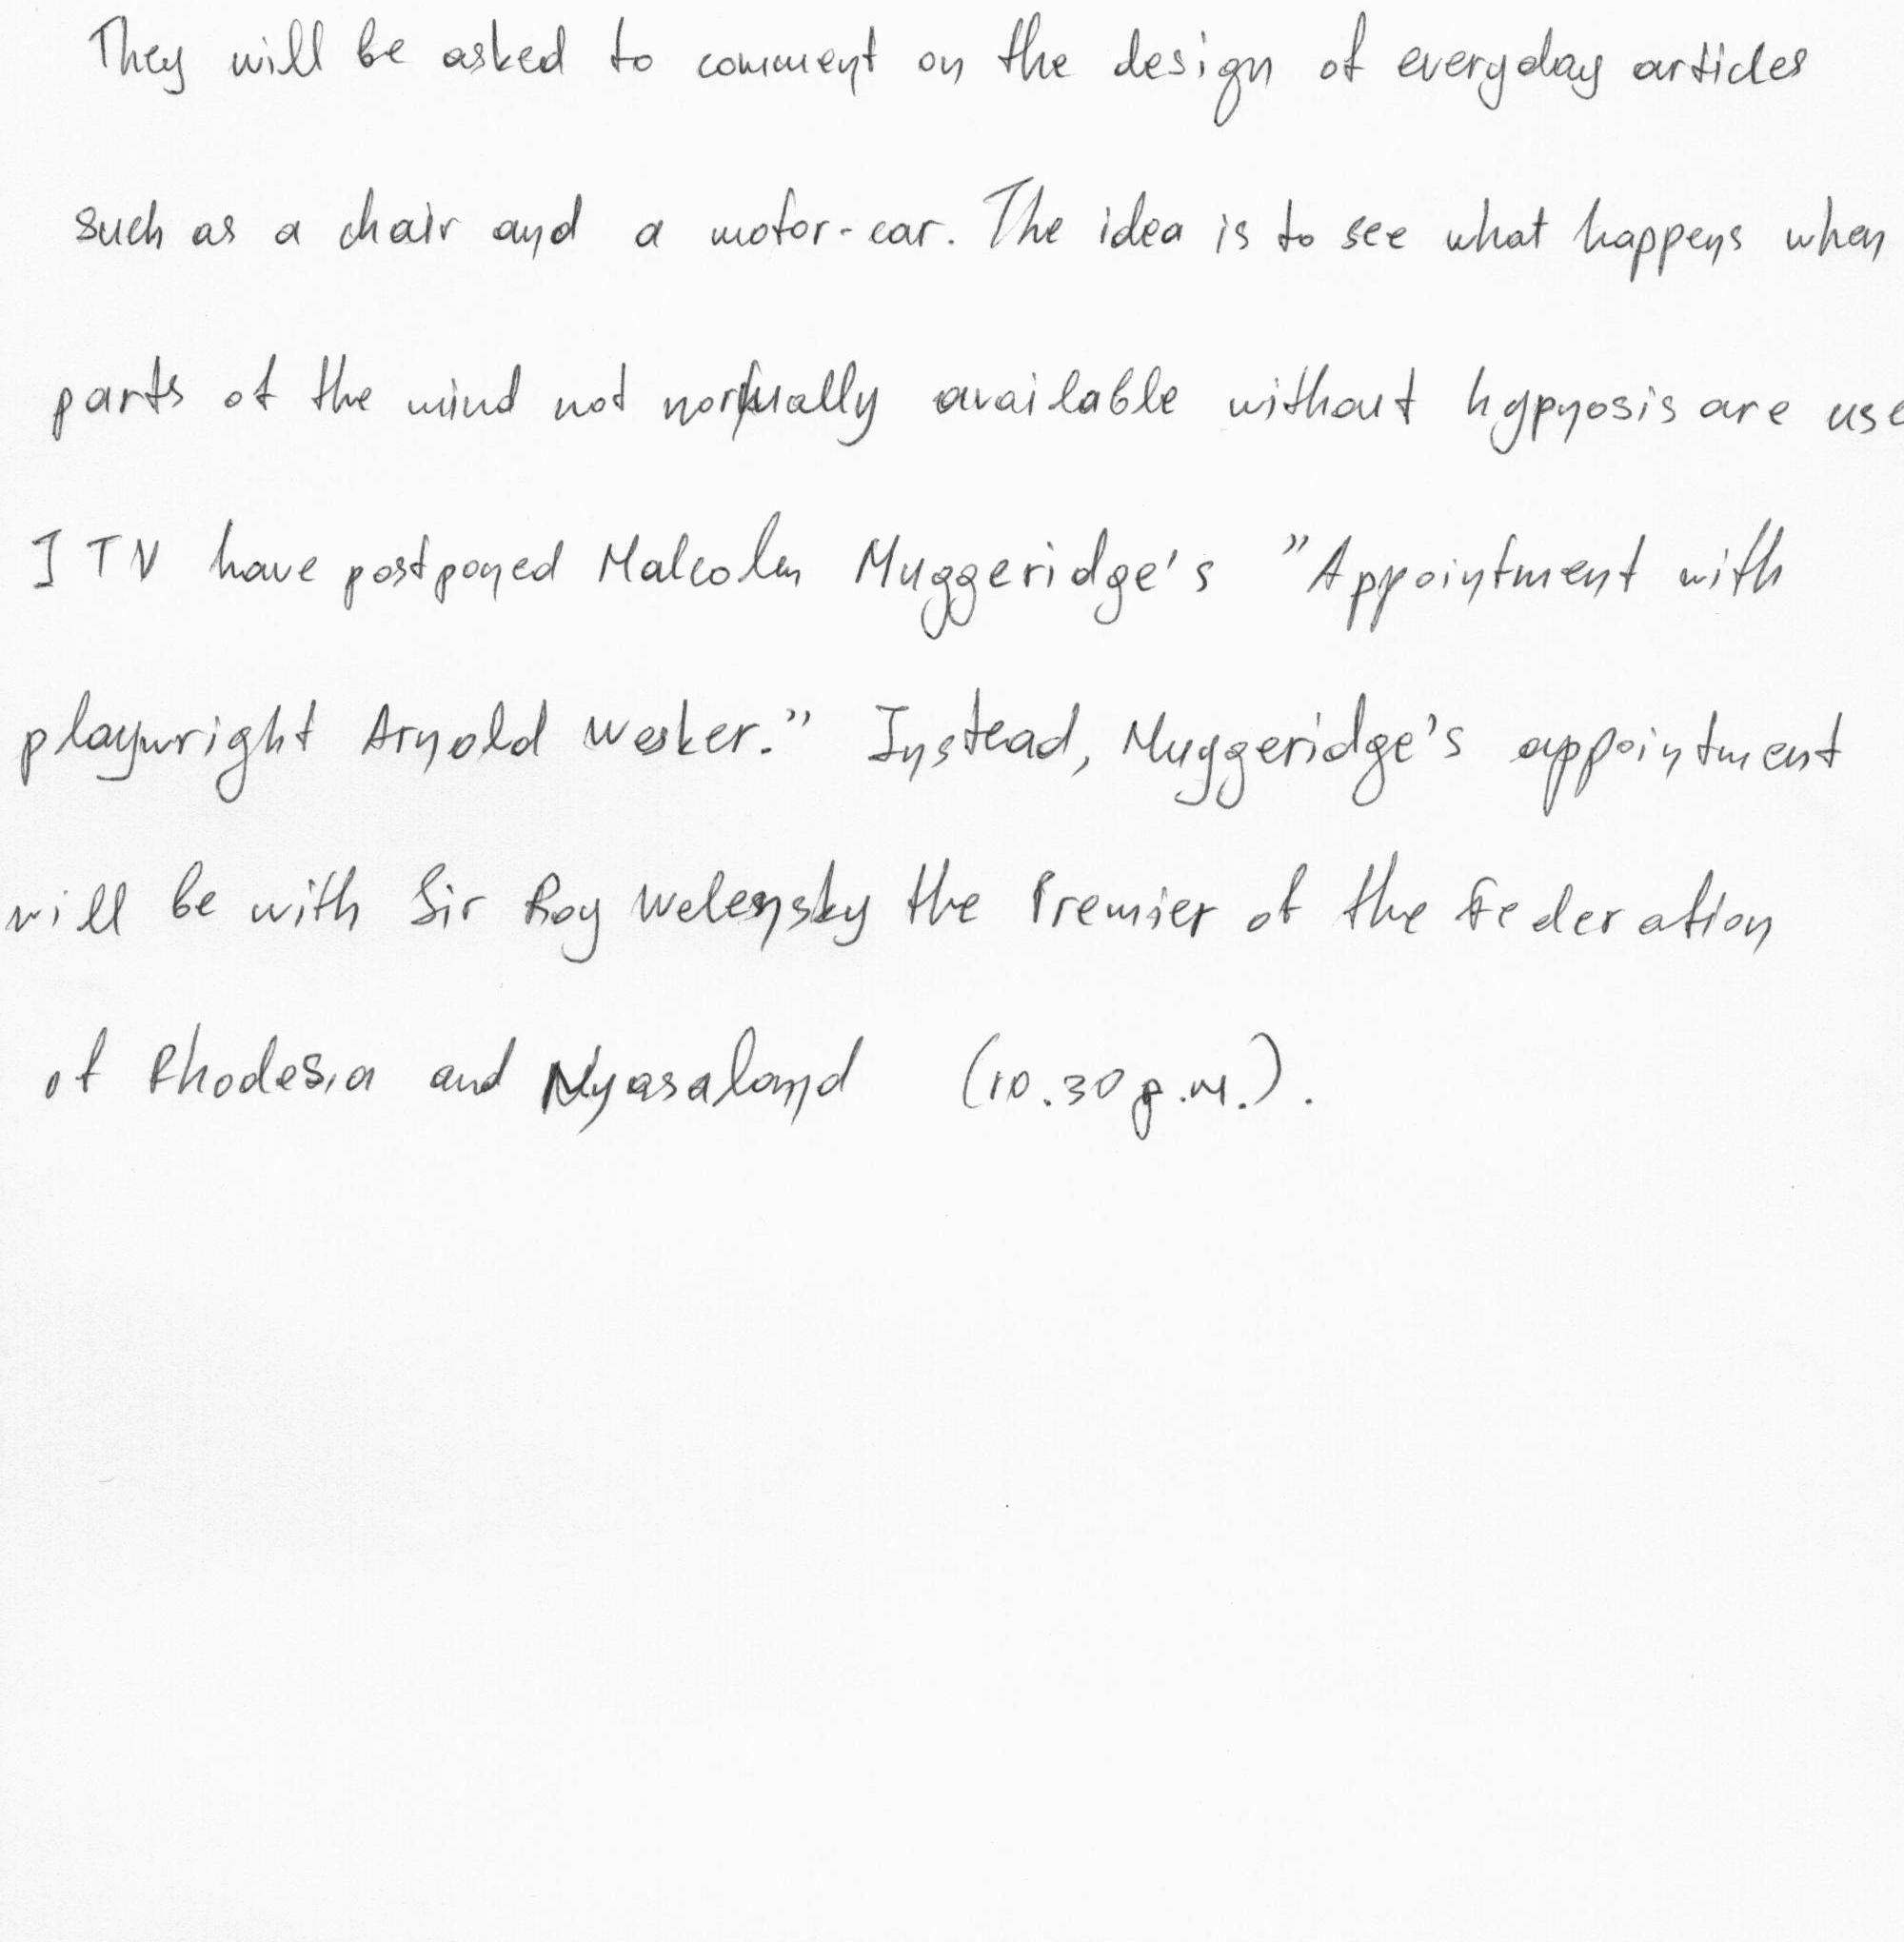 They will be asked to comment on the design of everyday articles
such as a chair and a motor-car. The idea is to see what happens when
parts of the mind not normally available without hypnosis are use
ITV have postponed Malcolm Muggeridge's "Appointment with
playwright Arnold Wesker." Instead, Muggeridge's appointment
will be with Sir Roy Welensky the Premier of the Federation
of Rhodesia and Nyasaland (10.30 p.m.).